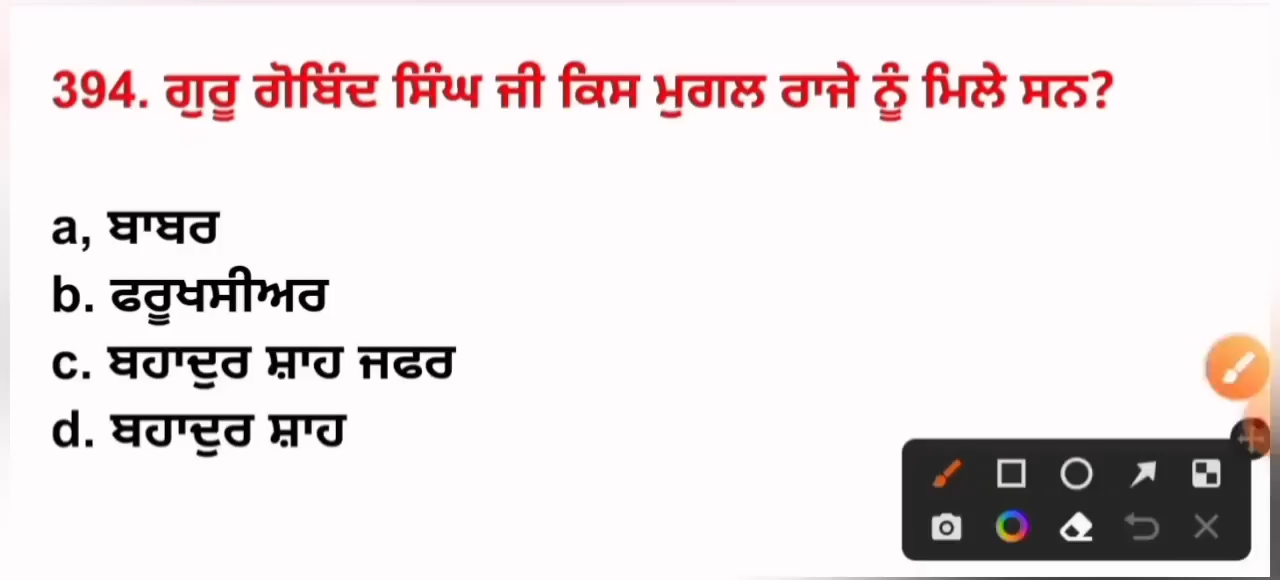 394. ਗੁਰੂ ਗੋਬਿੰਦ ਸਿੰਘ ਜੀ ਕਿਸ ਮੁਗਲ ਰਾਜੇ ਨੂੰ ਮਿਲੇ ਸਨ?
a, ਬਾਬਰ
b. ਫਰੂਖਸੀਅਰ
c. ਬਹਾਦੁਰ ਸ਼ਾਹ ਜਫਰ
d. ਬਹਾਦੁਰ ਸ਼ਾਹ